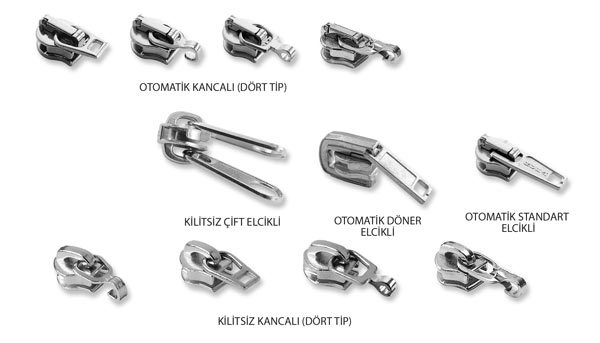 OTOMATİK KANCALI (DÖRT TİP)
KİLİTSİZ ÇİFT ELCİKLİ
OTOMATİK DÖNER
ELCİKLİ
OTOMATİK STANDART
ELCİKLİ
KİLİTSİZ KANCALI (DÖRT TİP)